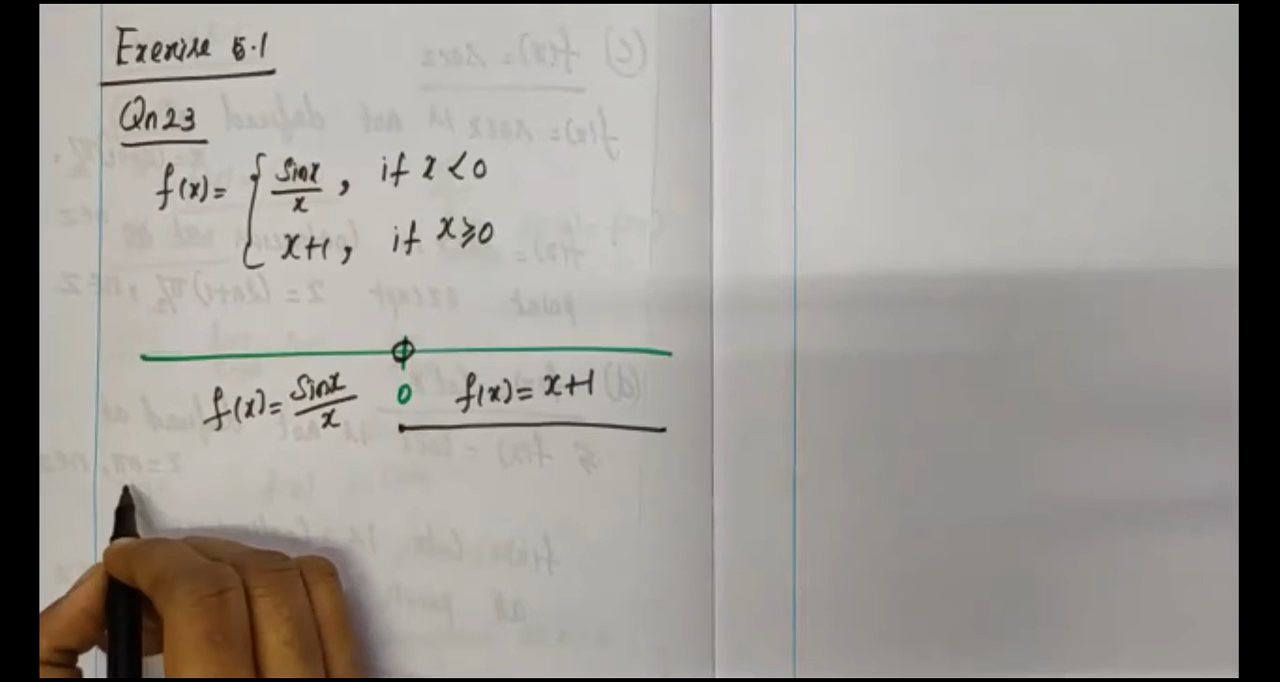 Exercise 5.1
Qn 23
f(x) = { sinx/x , if x < 0
x+1, if x ≥ 0
0
f(x) = sinx/x f(x) = x+1